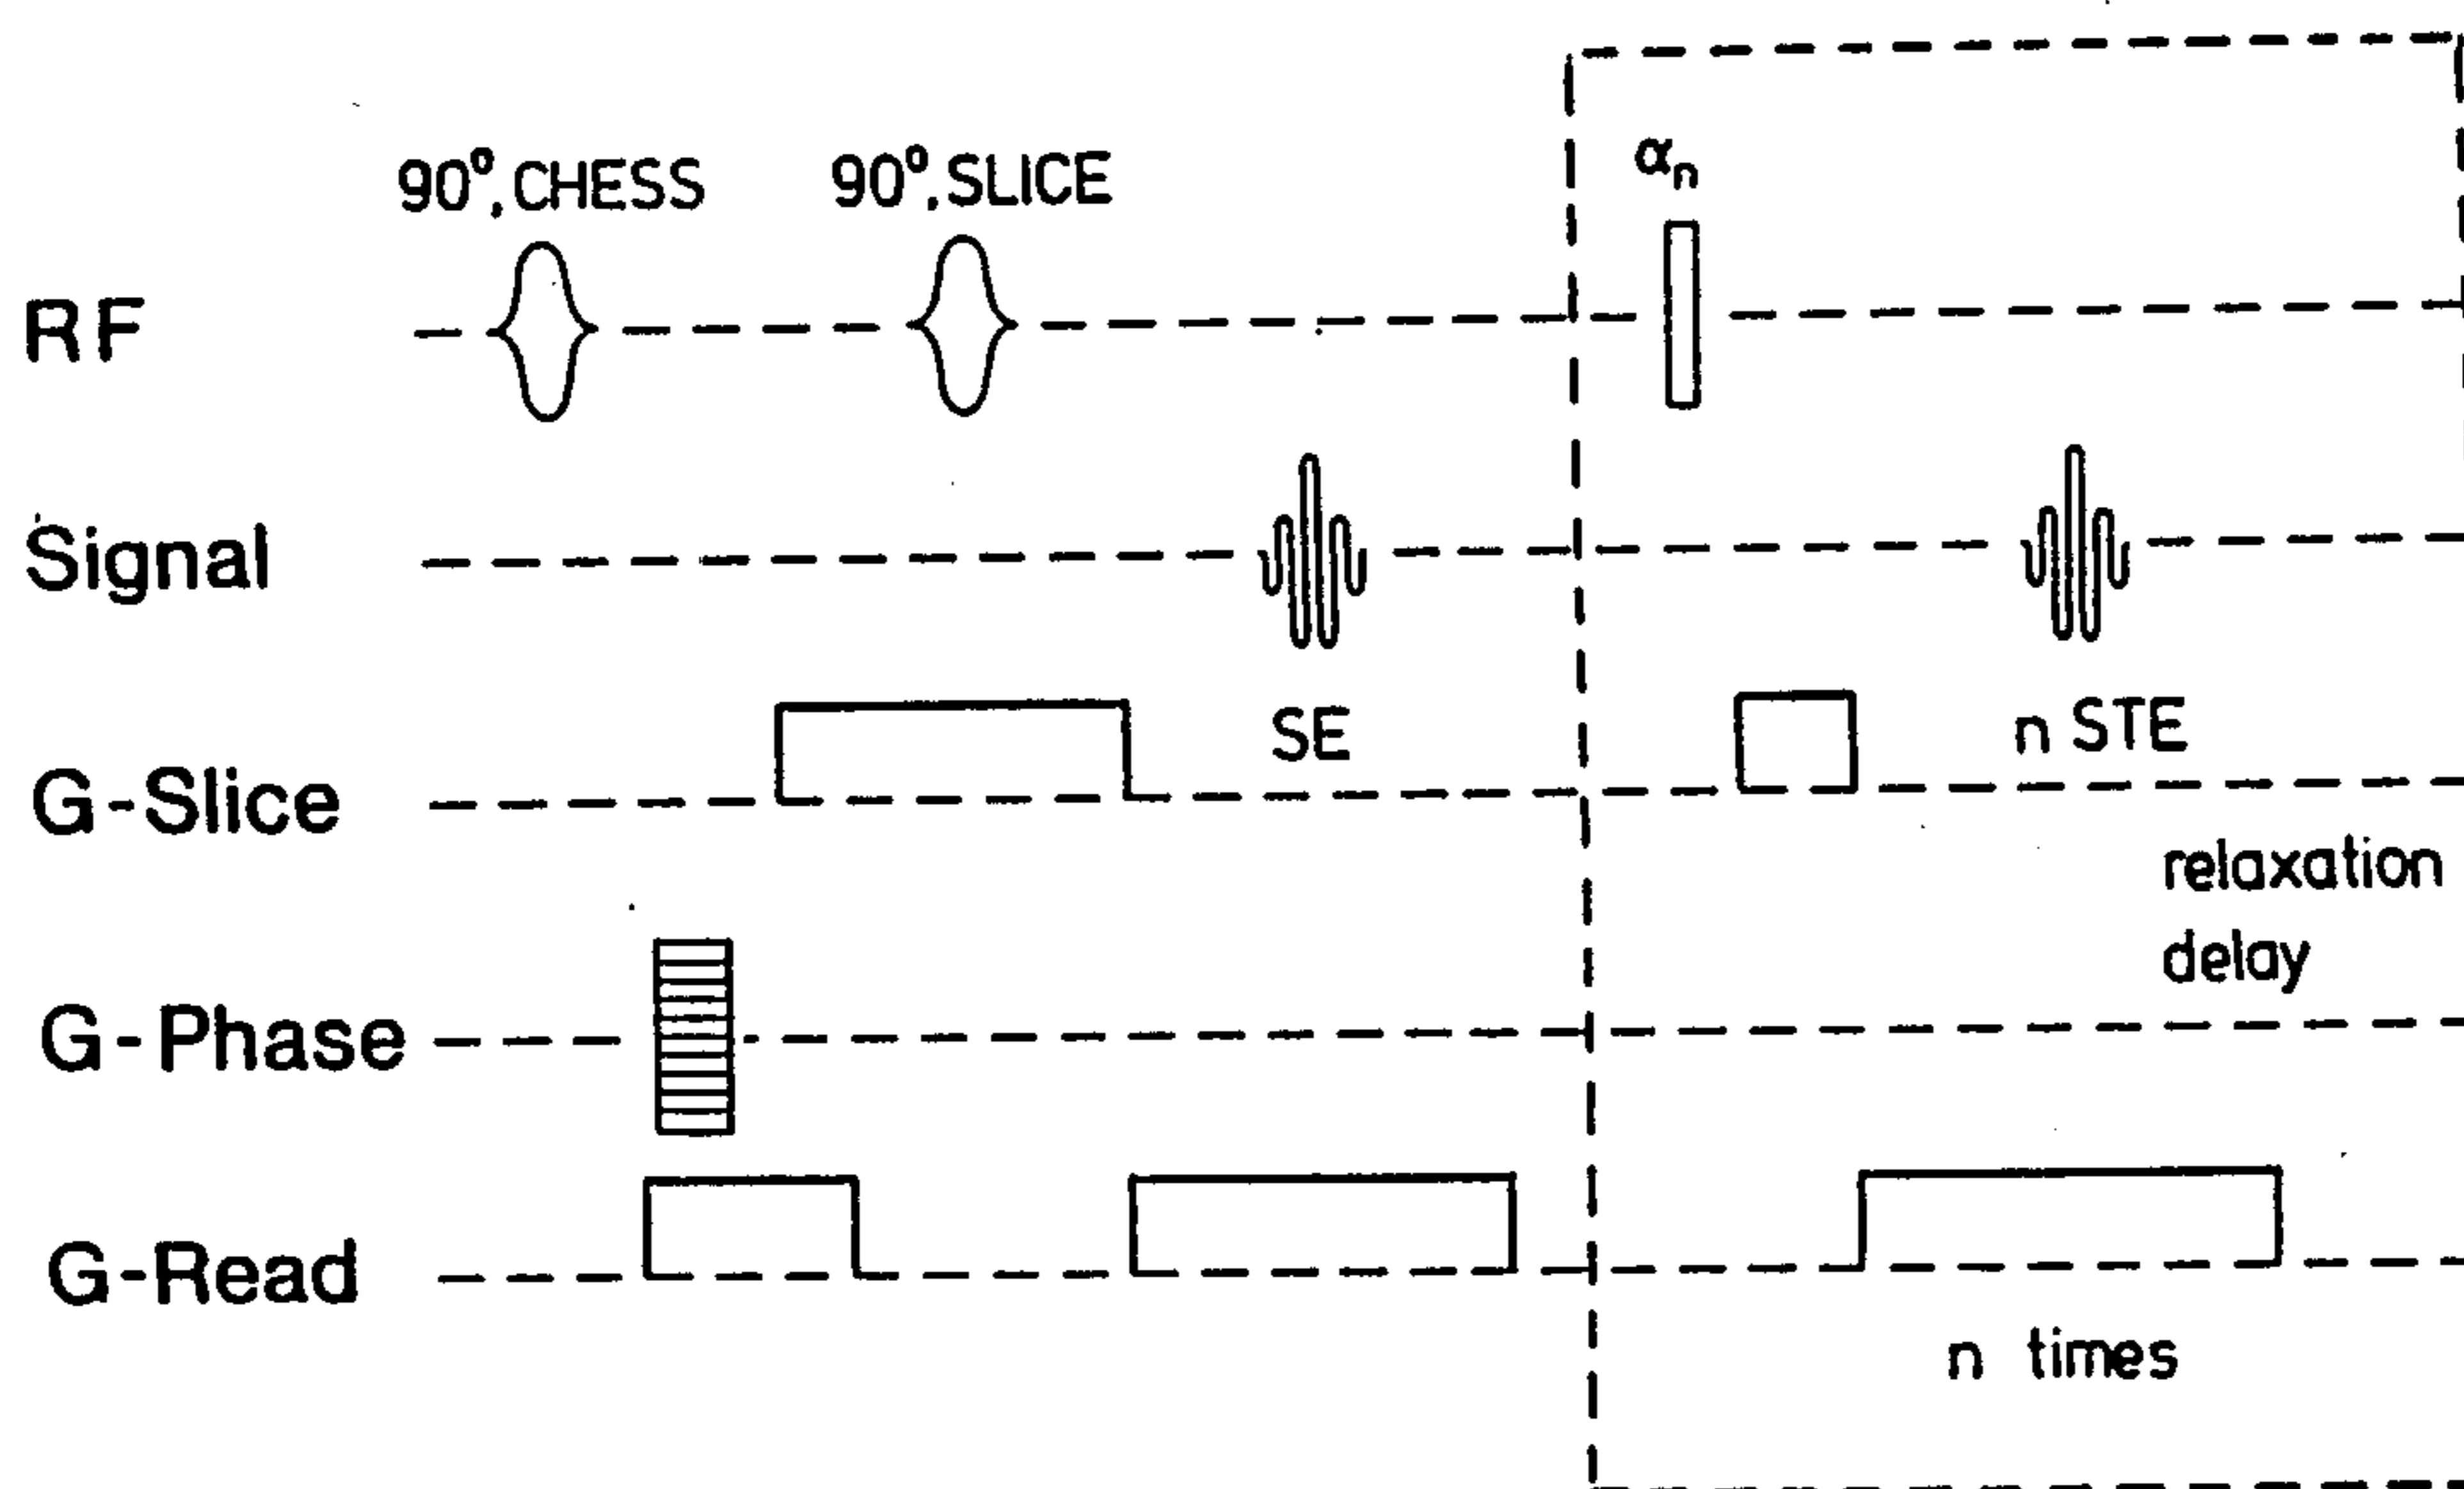 90°, CHESS
90°, SLICE
αn
RF
Signal
SE
n STE
G-Slice
relaxation
delay
G-Phase
G-Read
n times